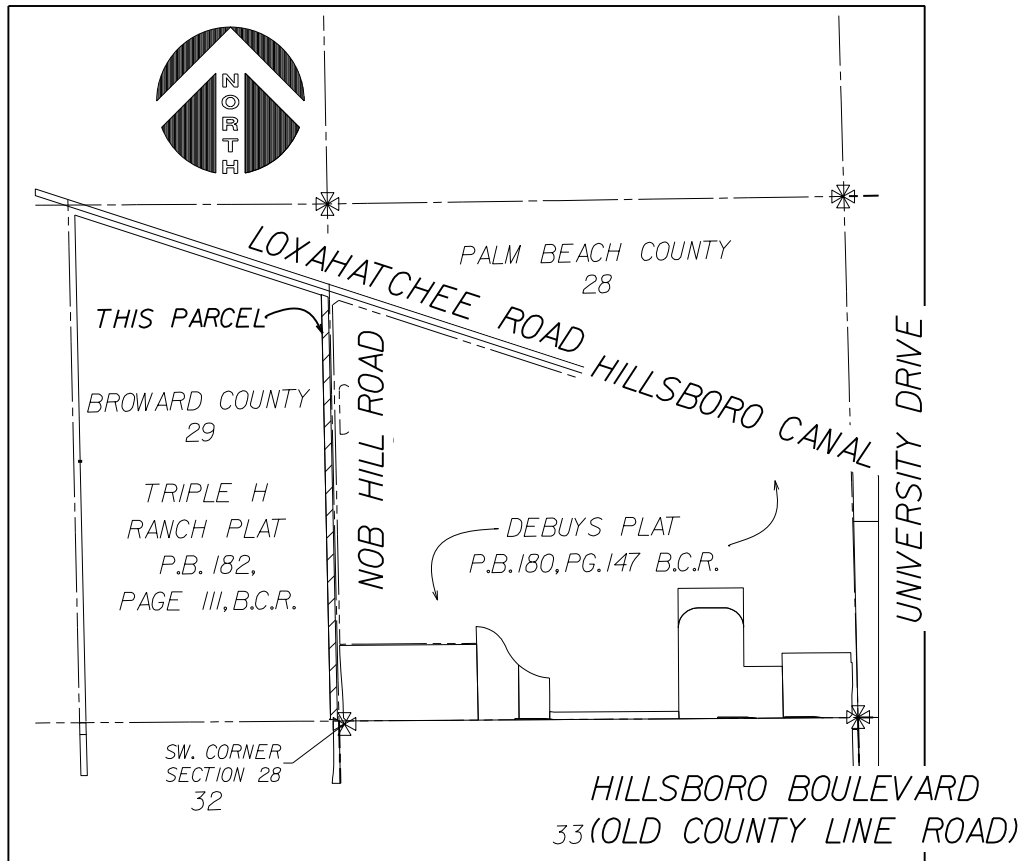 NORTH
LOXAHATCHEE ROAD
PALM BEACH COUNTY
28
THIS PARCEL
HILLSBORO CANAL
NOB HILL ROAD
UNIVERSITY DRIVE
BROWARD COUNTY
29
TRIPLE H
RANCH PLAT
P.B. 182,
PAGE 111, B.C.R.
DEBUYS PLAT
P.B. 180, PG. 147 B.C.R.
SW. CORNER
SECTION 28
32
HILLSBORO BOULEVARD
33 (OLD COUNTY LINE ROAD)